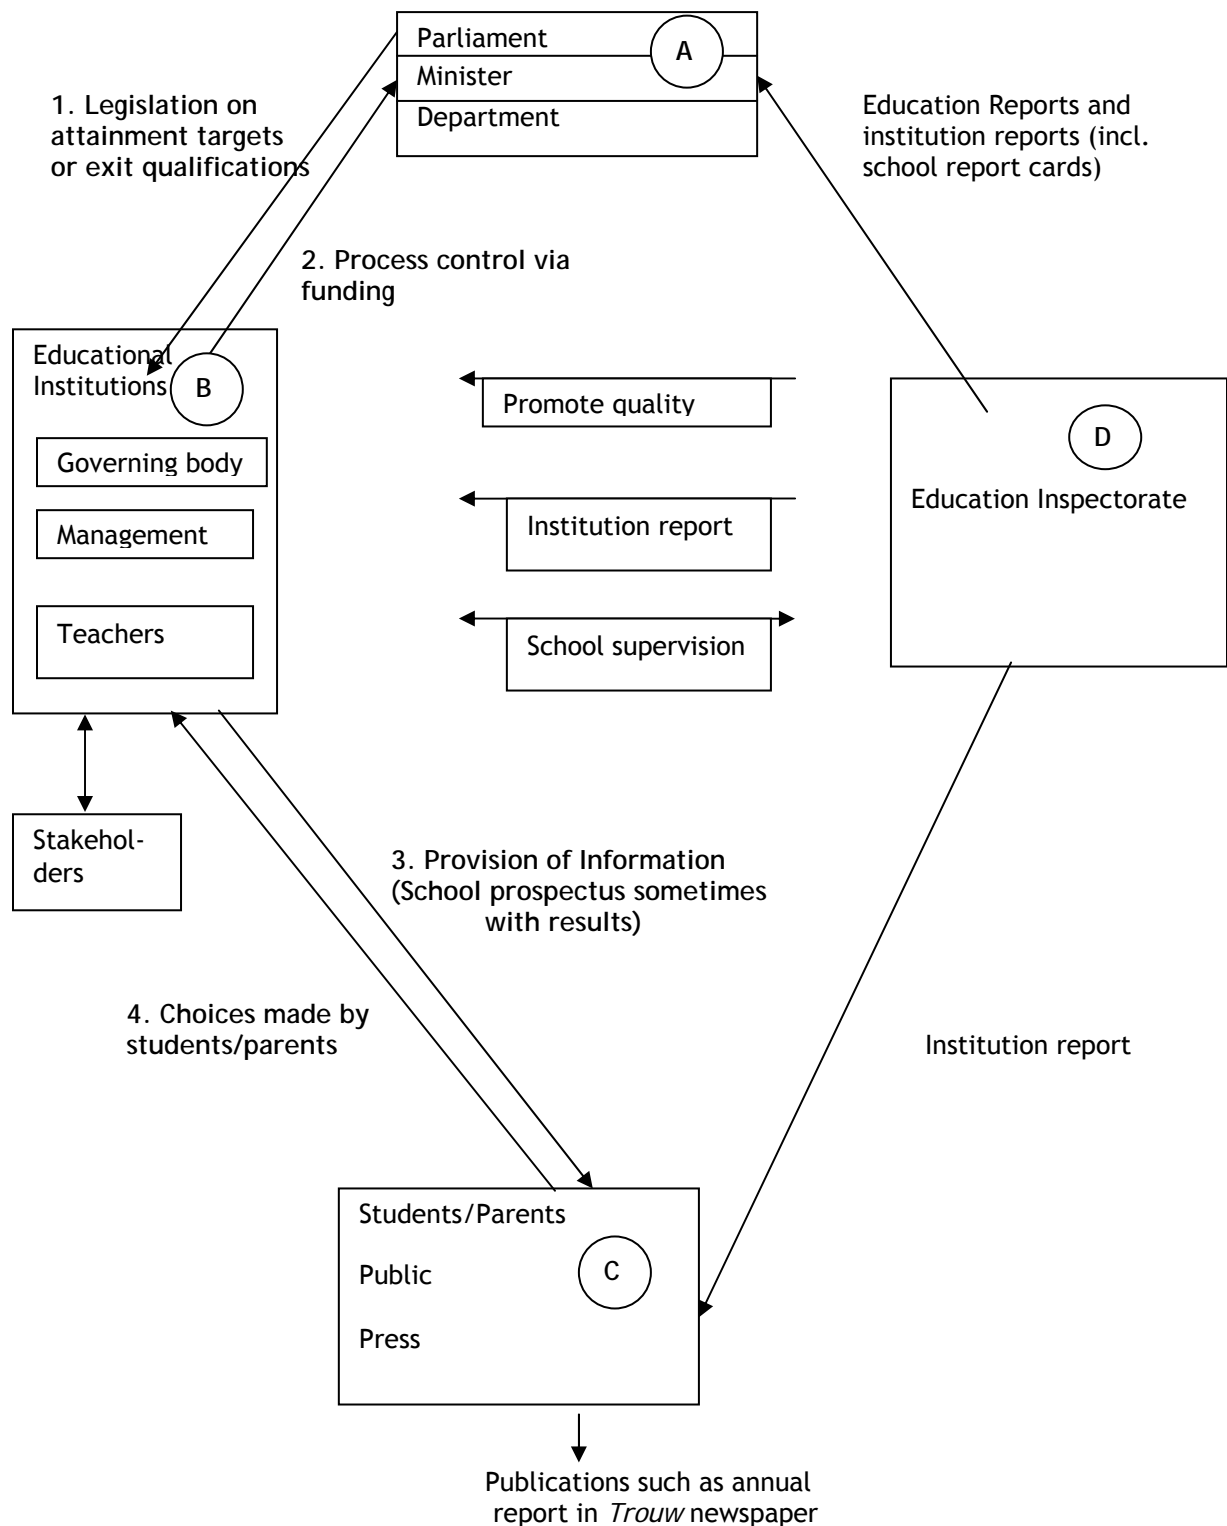 Parliament
A
Minister
Department
1. Legislation on
attainment targets
or exit qualifications
Education Reports and
institution reports (incl.
school report cards)
2. Process control via
funding
Educational
Institutions
B
Governing body
Management
Teachers
Promote quality
Institution report
School supervision
D
Education Inspectorate
Stakehol-
ders
3. Provision of Information
(School prospectus sometimes
with results)
4. Choices made by
students/parents
Institution report
Students/Parents
Public
C
Press
Publications such as annual
report in Trouw newspaper